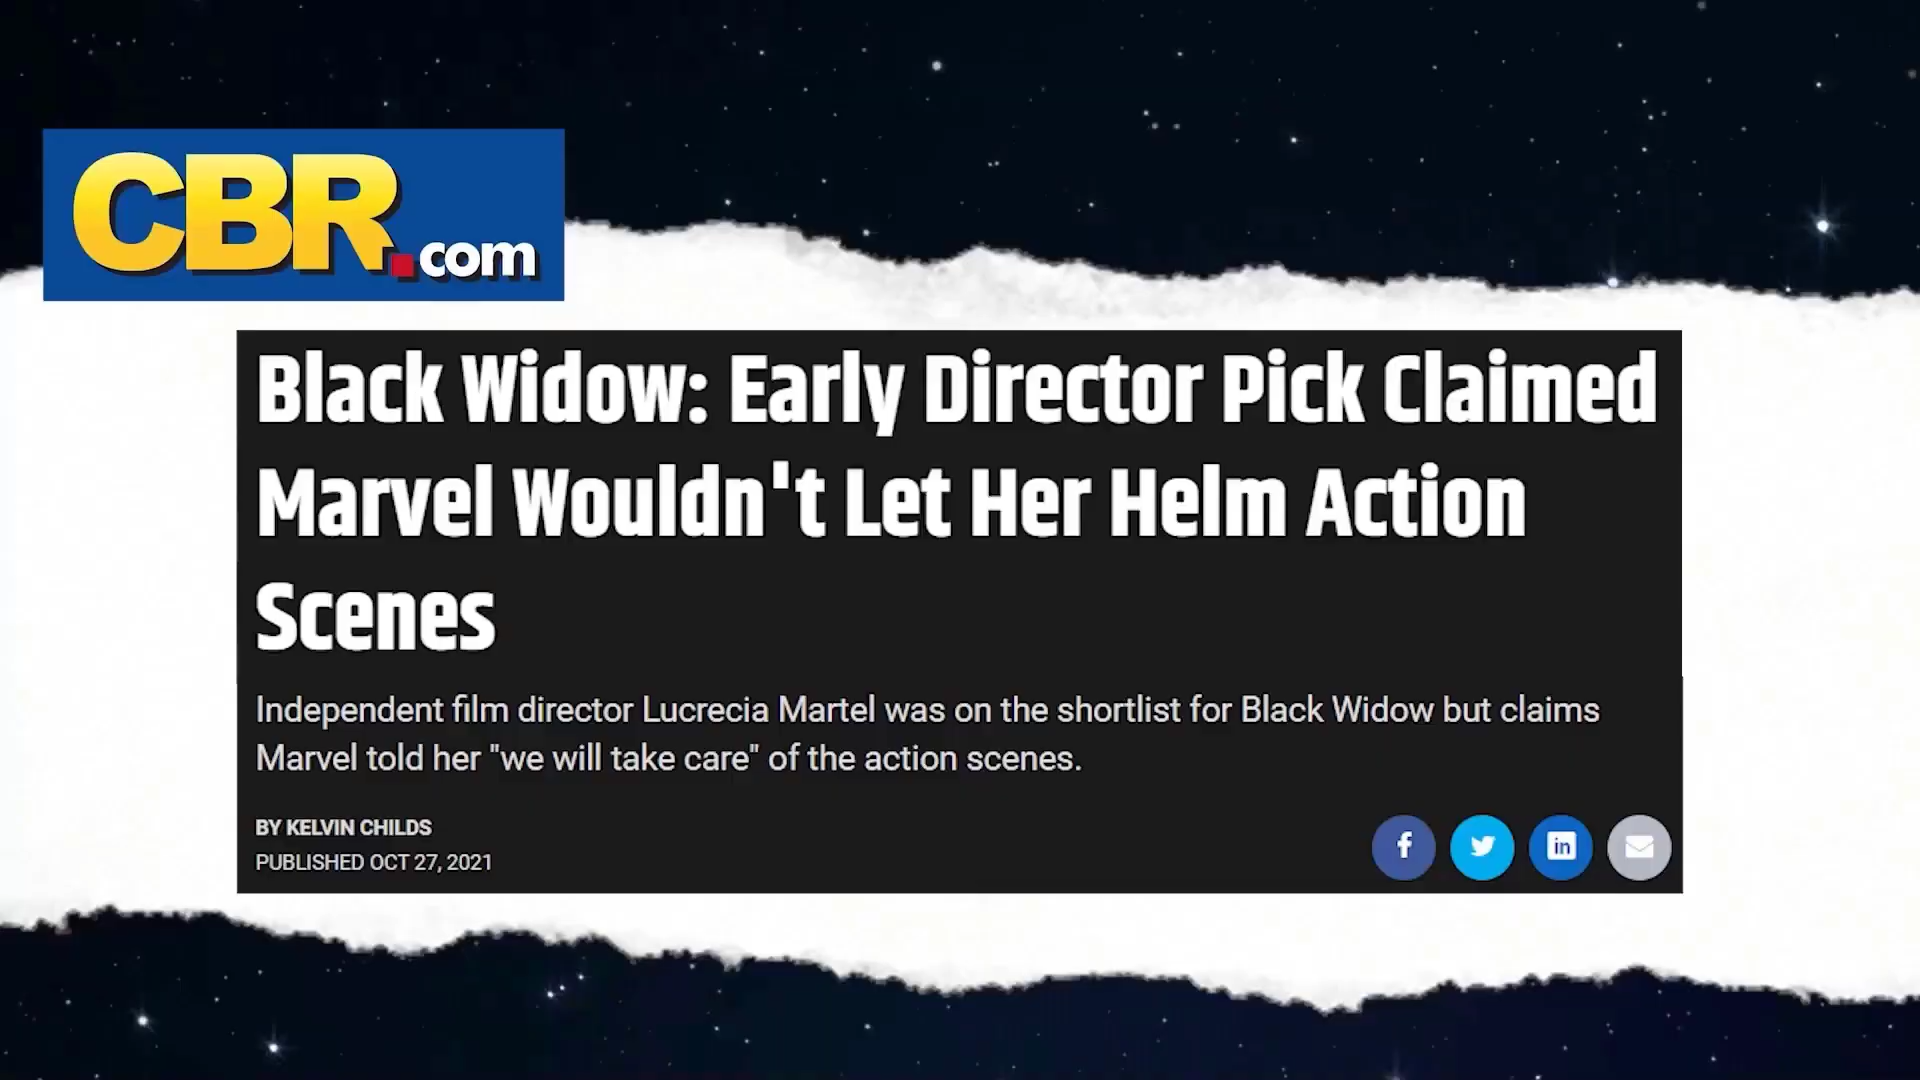 CBR.com
Black Widow: Early Director Pick Claimed
Marvel Wouldn't Let Her Helm Action
Scenes
Independent film director Lucrecia Martel was on the shortlist for Black Widow but claims
Marvel told her "we will take care" of the action scenes.
BY KELVIN CHILDS
PUBLISHED OCT 27, 2021